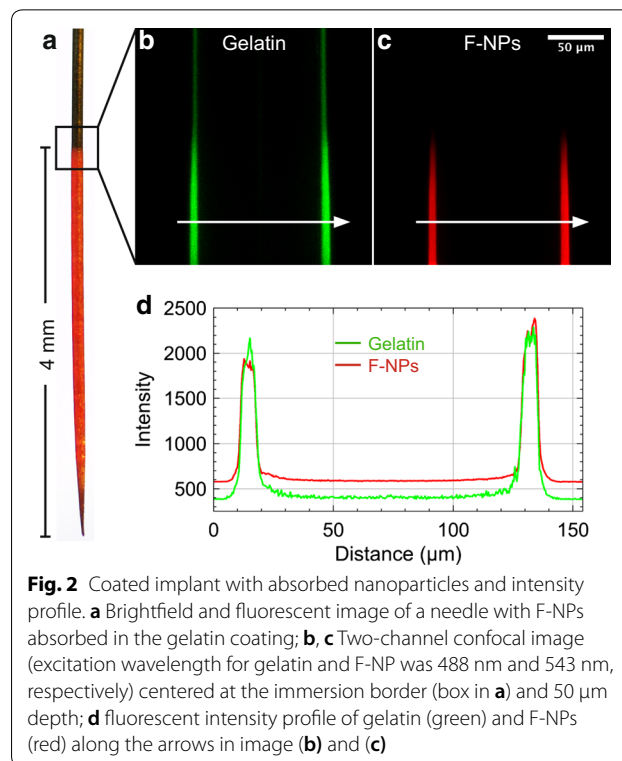 a
b
Gelatin
c
F-NPs
50 µm
4 mm
d
2500
2000
1500
1000
500
Intensity
Gelatin
F-NPs
0
50
100
150
Distance (µm)
Fig. 2 Coated implant with absorbed nanoparticles and intensity
profile. a Brightfield and fluorescent image of a needle with F-NPs
absorbed in the gelatin coating; b, c Two-channel confocal image
(excitation wavelength for gelatin and F-NP was 488 nm and 543 nm,
respectively) centered at the immersion border (box in a) and 50 µm
depth; d fluorescent intensity profile of gelatin (green) and F-NPs
(red) along the arrows in image (b) and (c)